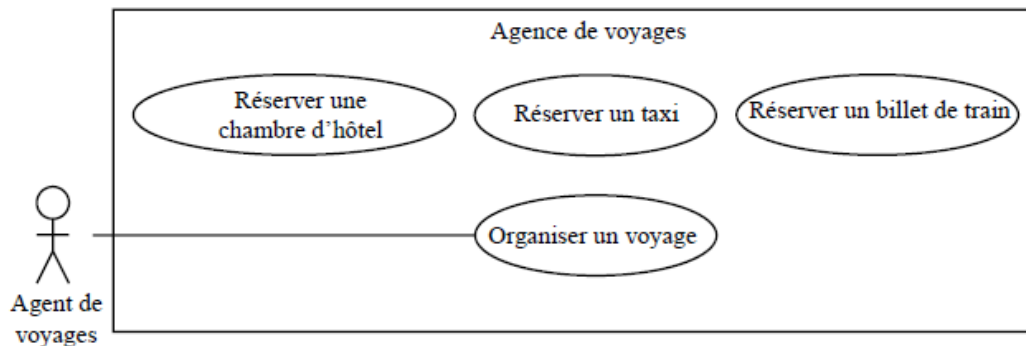 Agence de voyages
Réserver une
chambre d’hôtel
Réserver un taxi
Réserver un billet de train
Organiser un voyage
Agent de
voyages